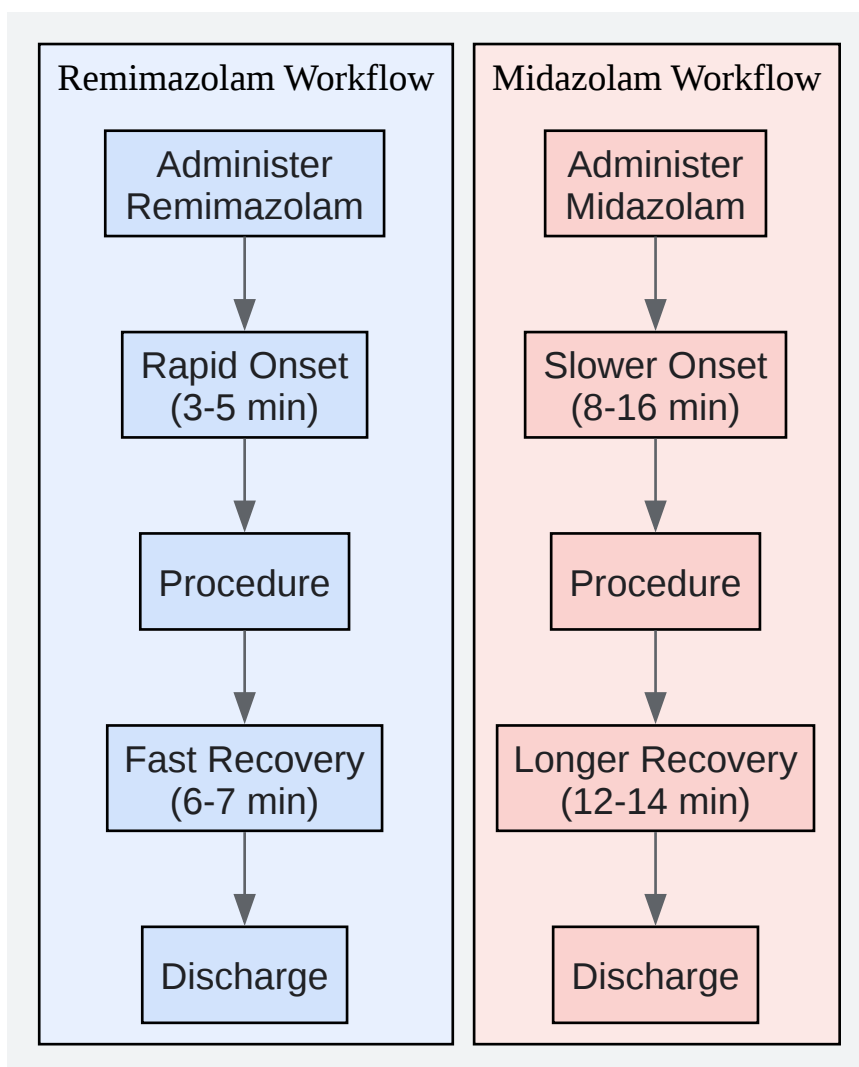 Remimazolam Workflow
Administer
Remimazolam
Rapid Onset
(3-5 min)
Procedure
Fast Recovery
(6-7 min)
Discharge
Midazolam Workflow
Administer
Midazolam
Slower Onset
(8-16 min)
Procedure
Longer Recovery
(12-14 min)
Discharge